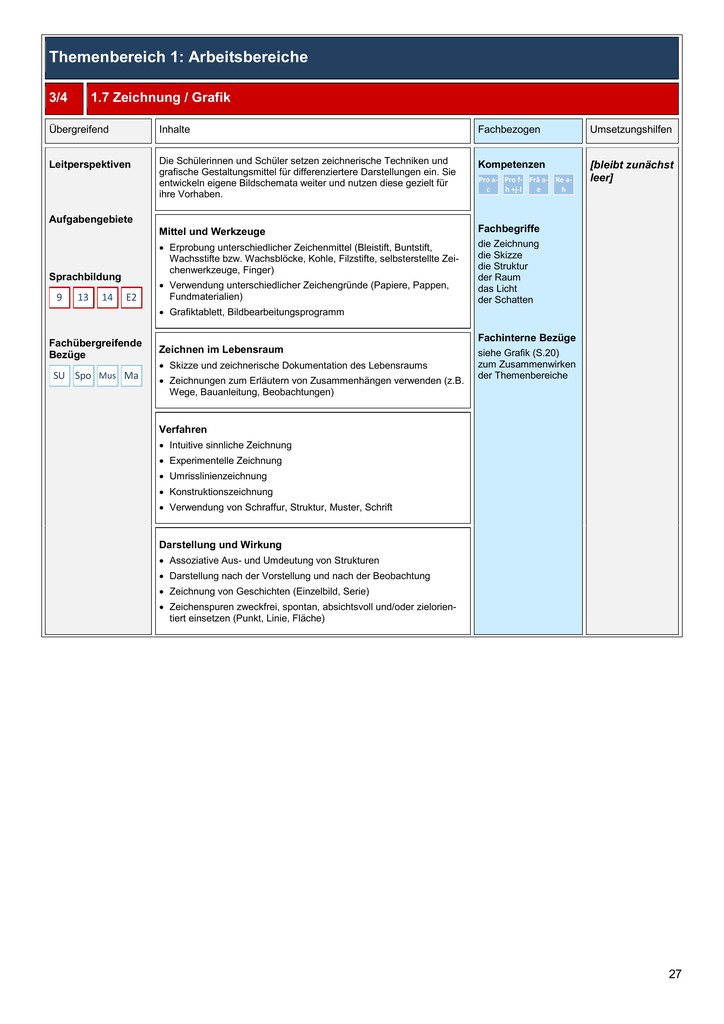 Themenbereich 1: Arbeitsbereiche
3/4 1.7 Zeichnung / Grafik
Übergreifend
Inhalte
Fachbezogen
Umsetzungshilfen
Leitperspektiven
Aufgabengebiete
Sprachbildung
9 13 14 E2
Fachübergreifende
Bezüge
SU Spo Mus Ma
Die Schülerinnen und Schüler setzen zeichnerische Techniken und
grafische Gestaltungsmittel für differenziertere Darstellungen ein. Sie
entwickeln eigene Bildschemata weiter und nutzen diese gezielt für
ihre Vorhaben.
Mittel und Werkzeuge
• Erprobung unterschiedlicher Zeichenmittel (Bleistift, Buntstift,
Wachsstifte bzw. Wachsblöcke, Kohle, Filzstifte, selbsterstellte Zei-
chenwerkzeuge, Finger)
• Verwendung unterschiedlicher Zeichengründe (Papiere, Pappen,
Fundmaterialien)
• Grafiktablett, Bildbearbeitungsprogramm
Zeichnen im Lebensraum
• Skizze und zeichnerische Dokumentation des Lebensraums
• Zeichnungen zum Erläutern von Zusammenhängen verwenden (z.B.
Wege, Bauanleitung, Beobachtungen)
Verfahren
• Intuitive sinnliche Zeichnung
• Experimentelle Zeichnung
• Umrisslinienzeichnung
• Konstruktionszeichnung
• Verwendung von Schraffur, Struktur, Muster, Schrift
Darstellung und Wirkung
• Assoziative Aus- und Umdeutung von Strukturen
• Darstellung nach der Vorstellung und nach der Beobachtung
• Zeichnung von Geschichten (Einzelbild, Serie)
• Zeichenspuren zweckfrei, spontan, absichtsvoll und/oder zielorien-
tiert einsetzen (Punkt, Linie, Fläche)
Kompetenzen
Pro a- Pro f- Prä a- Re a-
c h +j-l e h
Fachbegriffe
die Zeichnung
die Skizze
die Struktur
der Raum
das Licht
der Schatten
Fachinterne Bezüge
siehe Grafik (S.20)
zum Zusammenwirken
der Themenbereiche
[bleibt zunächst
leer]
27